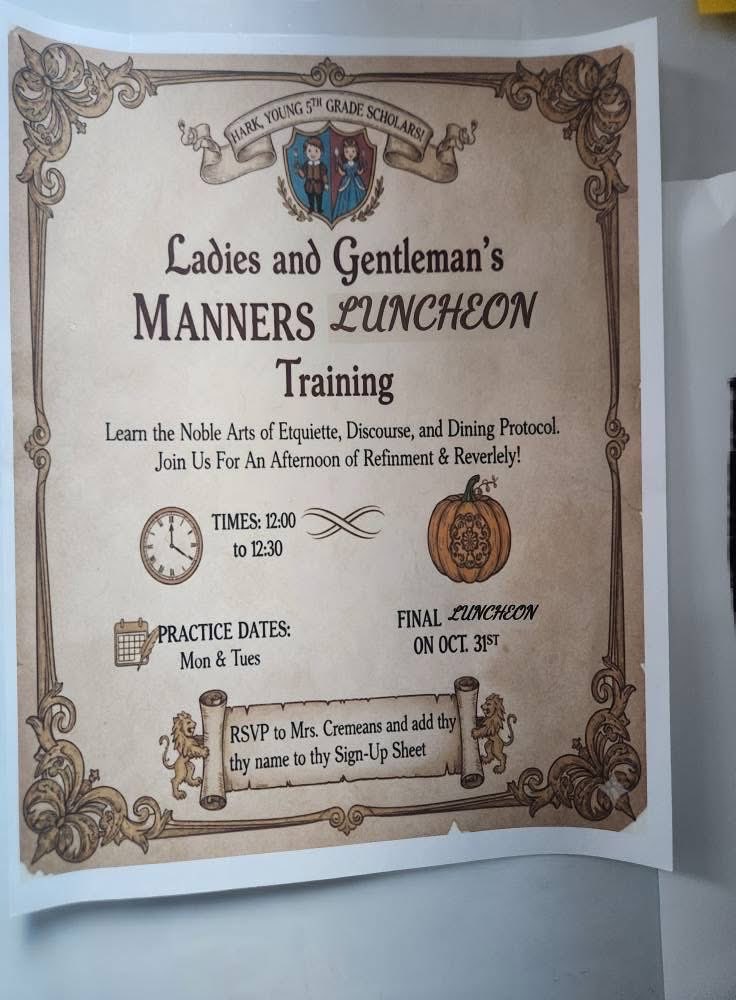 HARK, YOUNG 5TH GRADE SCHOLARS!
Ladies and Gentleman's
MANNERS LUNCHEON
Training
Learn the Noble Arts of Etquiette, Discourse, and Dining Protocol.
Join Us For An Afternoon of Refinment & Reverlely!
TIMES: 12:00
to 12:30
PRACTICE DATES:
Mon & Tues
FINAL LUNCHEON
ON OCT. 31ST
RSVP to Mrs. Cremeans and add thy
thy name to thy Sign-Up Sheet